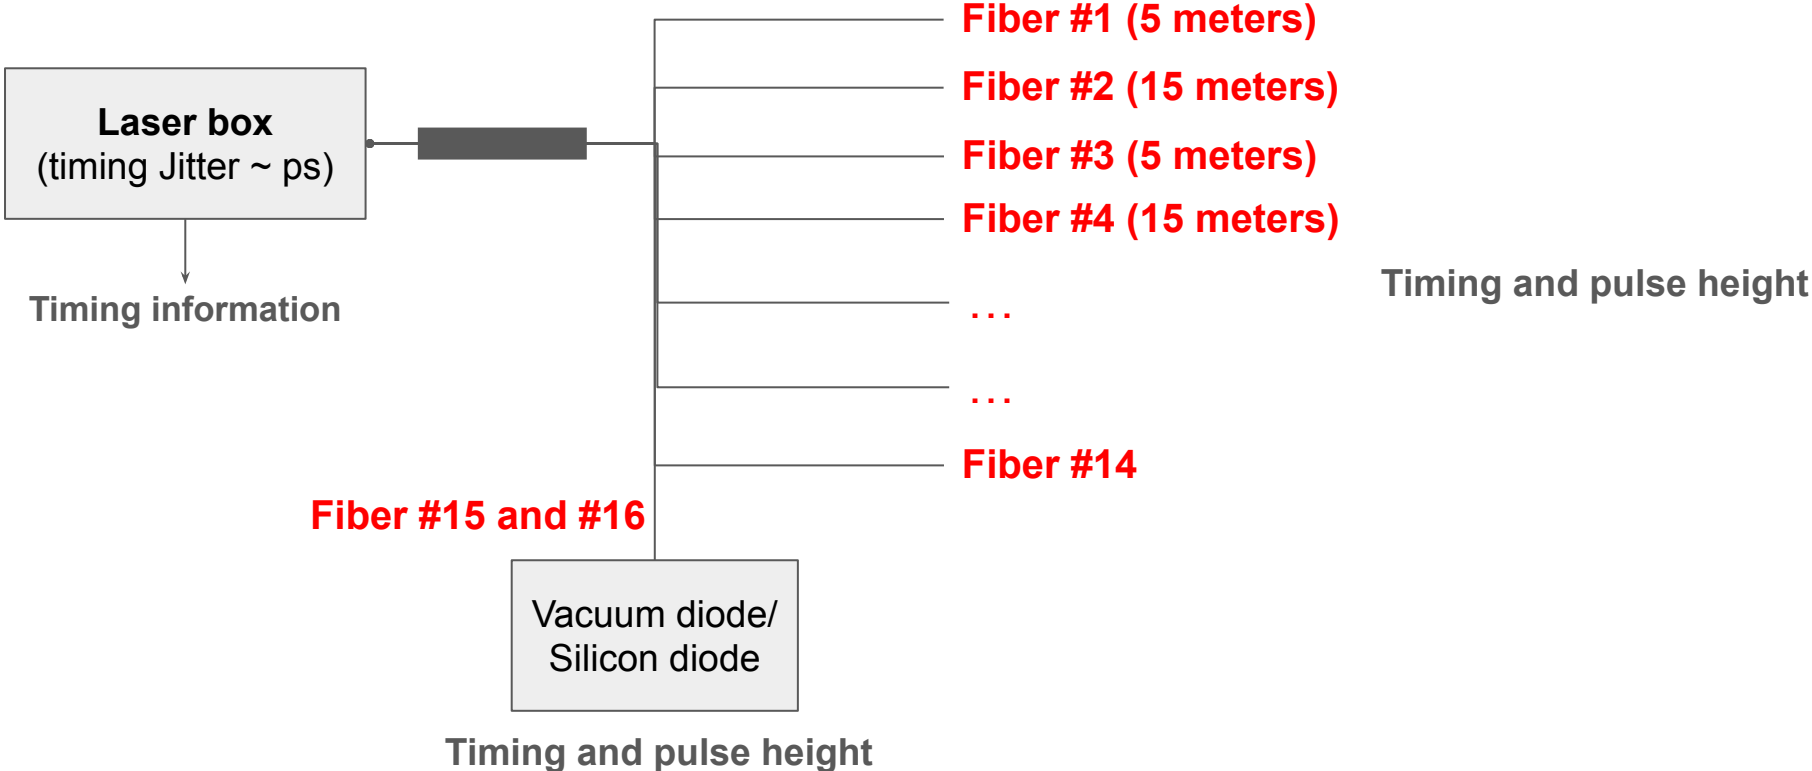 Fiber #1 (5 meters)
Fiber #2 (15 meters)
Laser box
(timing Jitter ~ ps)
Fiber #3 (5 meters)
Fiber #4 (15 meters)
Timing information
Timing and pulse height
...
...
Fiber #14
Fiber #15 and #16
Vacuum diode/
Silicon diode
Timing and pulse height